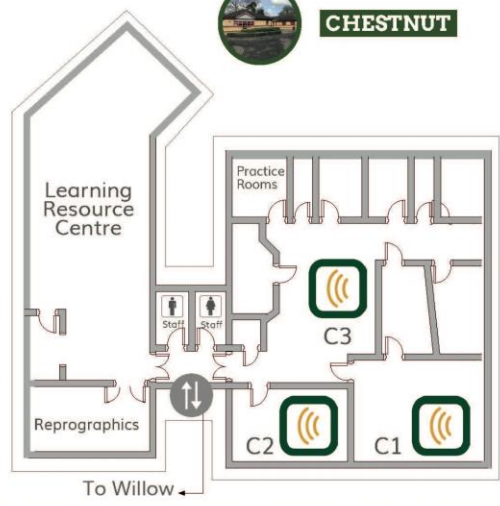 CHESTNUT
Practice
Rooms
Learning
Resource
Centre
Staff
Staff
C3
Reprographics
C2
C1
To Willow